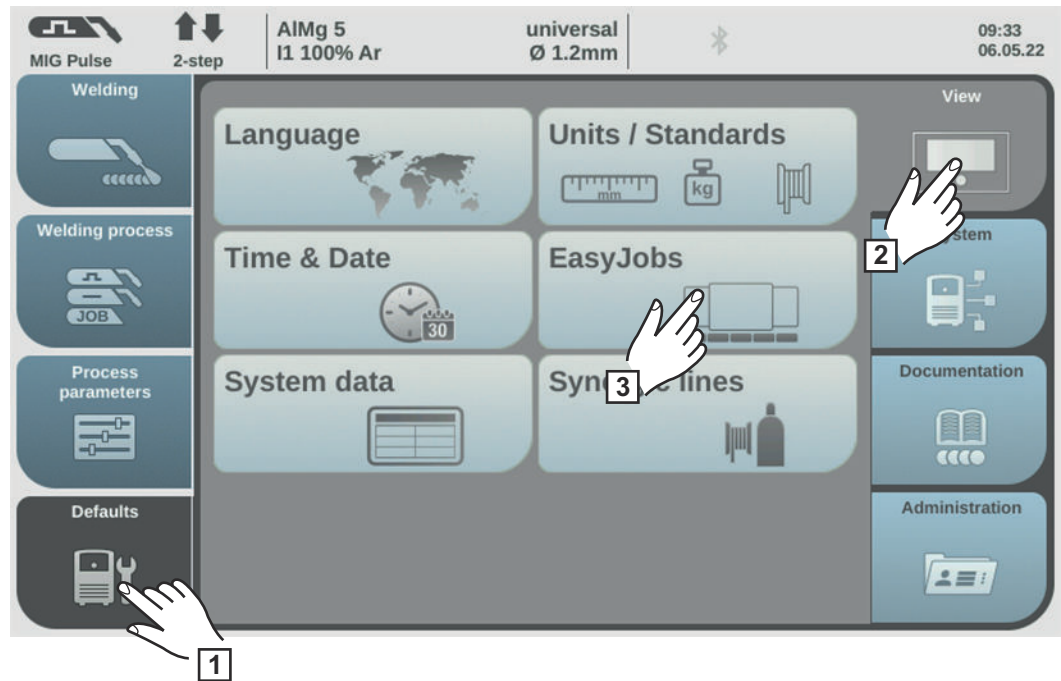 MIG Pulse
2-step
AlMg 5
I1 100% Ar
universal
Ø 1.2mm
09:33
06.05.22
Welding
Welding process
JOB
Process
parameters
Defaults
Language
Units / Standards
mm
kg
Time & Date
30
EasyJobs
System data
lines
View
Documentation
Administration
1
2
3